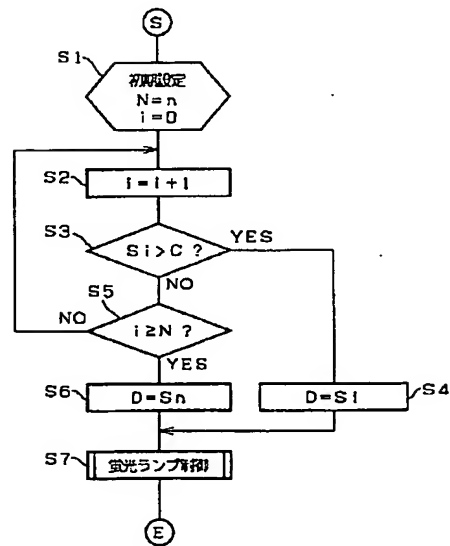 S
S1
初期設定
N=n
i=0
S2
i=i+1
S3
Si>C ?
YES
NO
S5
NO
i≥N ?
YES
S6
D=Sn
D=Si
S4
S7
蛍光ランプ制御
E